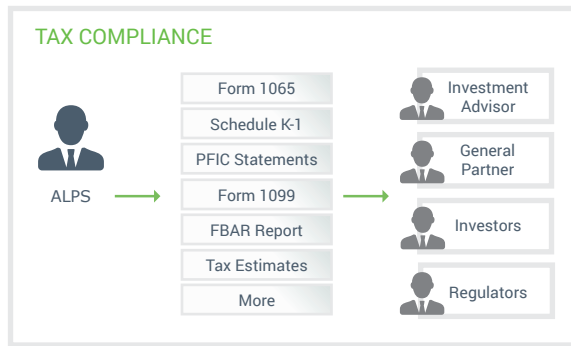 TAX COMPLIANCE
ALPS
Form 1065
Schedule K-1
PFIC Statements
Form 1099
FBAR Report
Tax Estimates
More
Investment
Advisor
General
Partner
Investors
Regulators